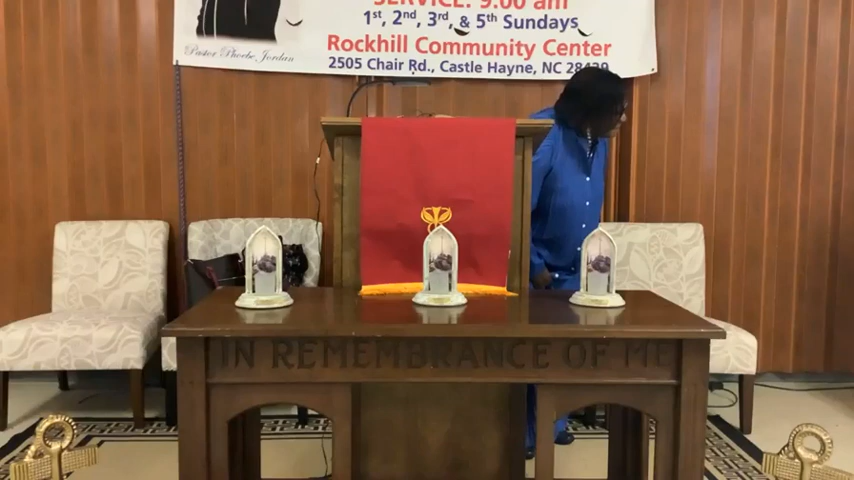 SERVICE: 9:00 am
1st, 2nd, 3rd, & 5th Sundays
Rockhill Community Center
Pastor Phoebe Jordan
2505 Chair Rd., Castle Hayne, NC 28429
IN REMEMBRANCE OF ME